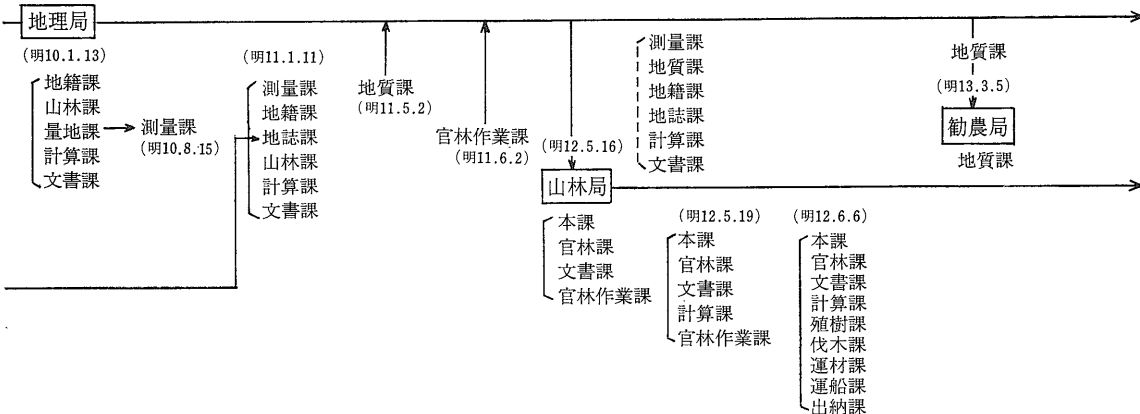 地理局
(明10.1.13)
地籍課
山林課
量地課
計算課
文書課
測量課
(明10.8.15)
(明11.1.11)
測量課
地籍課
地誌課
山林課
計算課
文書課
地質課
(明11.5.2)
官林作業課
(明11.6.2)
(明12.5.16)
山林局
本課
官林課
文書課
官林作業課
測量課
地質課
地籍課
地誌課
計算課
文書課
(明12.5.19)
本課
官林課
文書課
計算課
官林作業課
(明12.6.6)
本課
官林課
文書課
計算課
殖樹課
伐木課
運材課
運船課
出納課
地質課
(明13.3.5)
勧農局
地質課